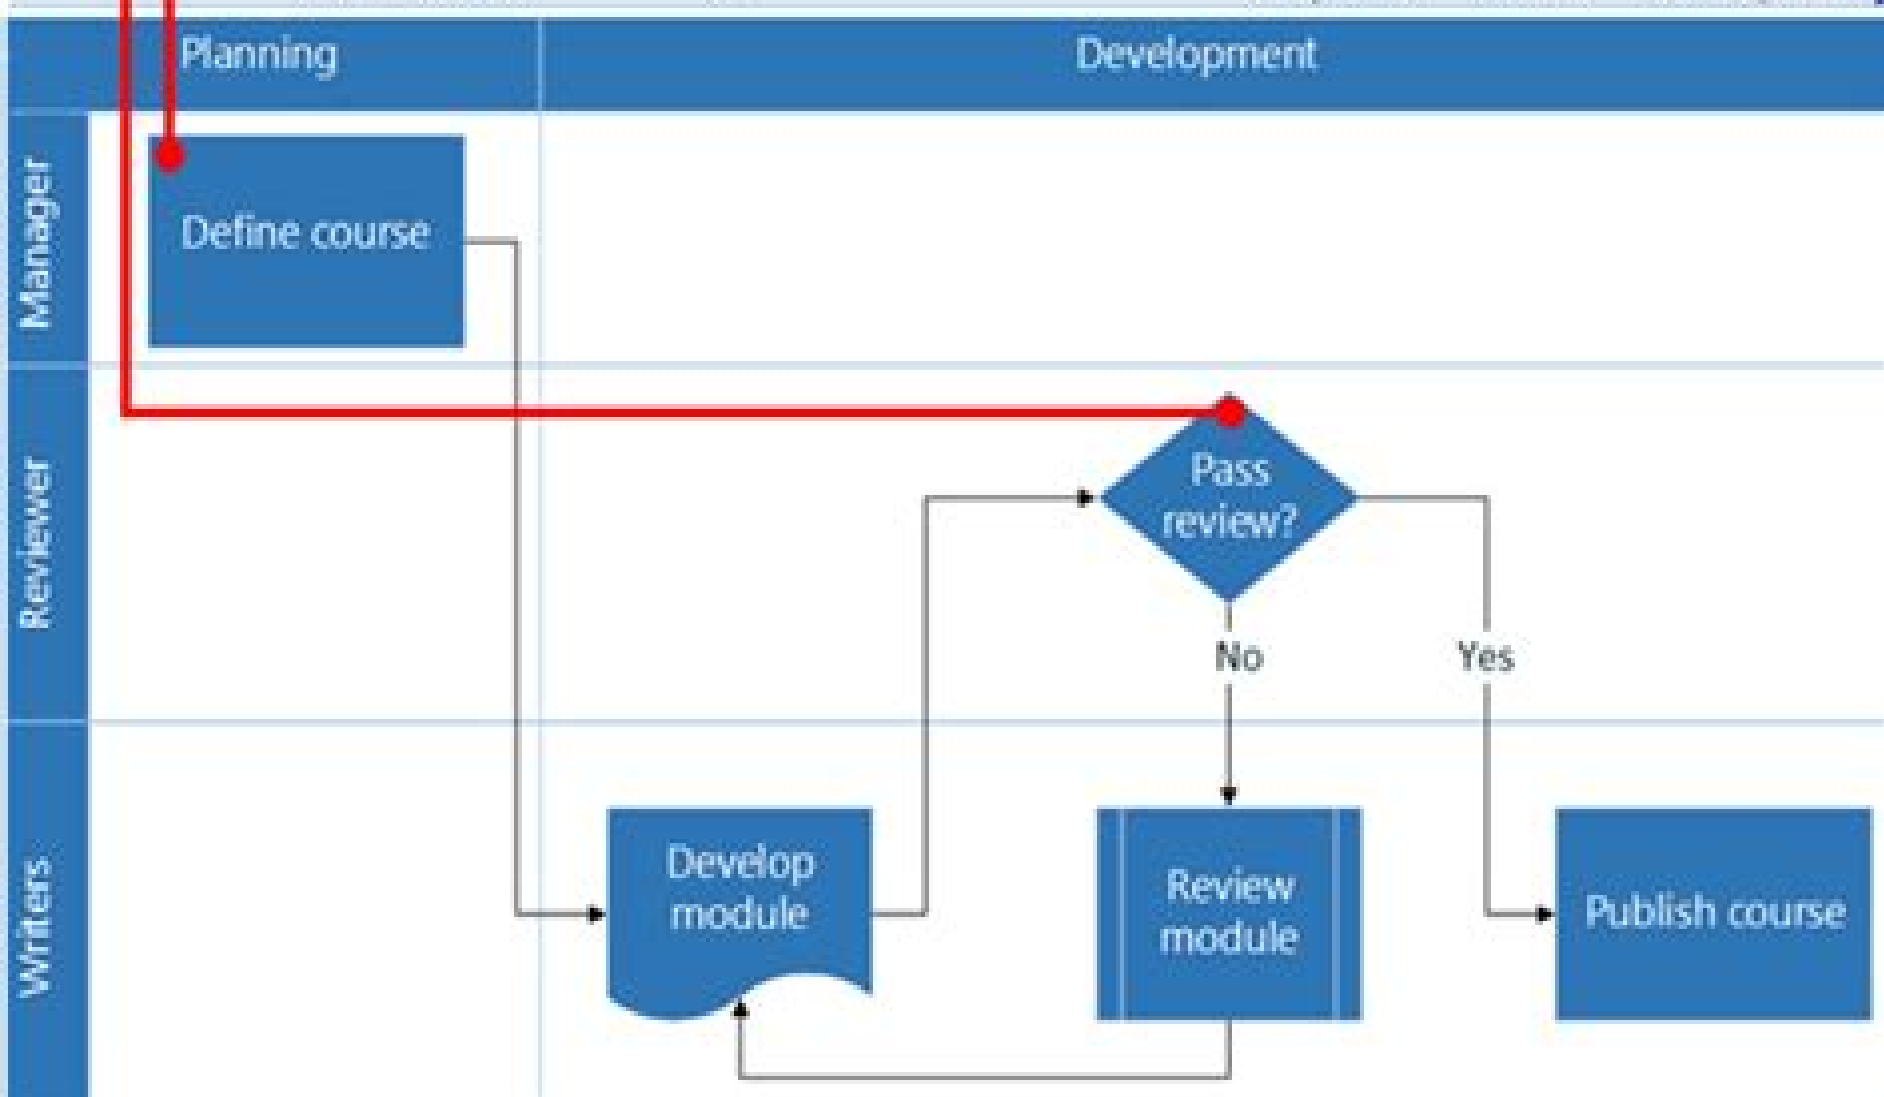 Planning
Development
Manager
Define course
Reviewer
Pass
review?
No
Yes
Writers
Develop
module
Review
module
Publish course